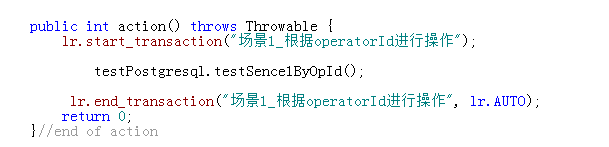 public int action() throws Throwable {
lr.start_transaction("场景1_根据operatorId进行操作");
testPostgresql.testSence1ByOpId();
lr.end_transaction("场景1_根据operatorId进行操作", lr.AUTO);
return 0;
}//end of action